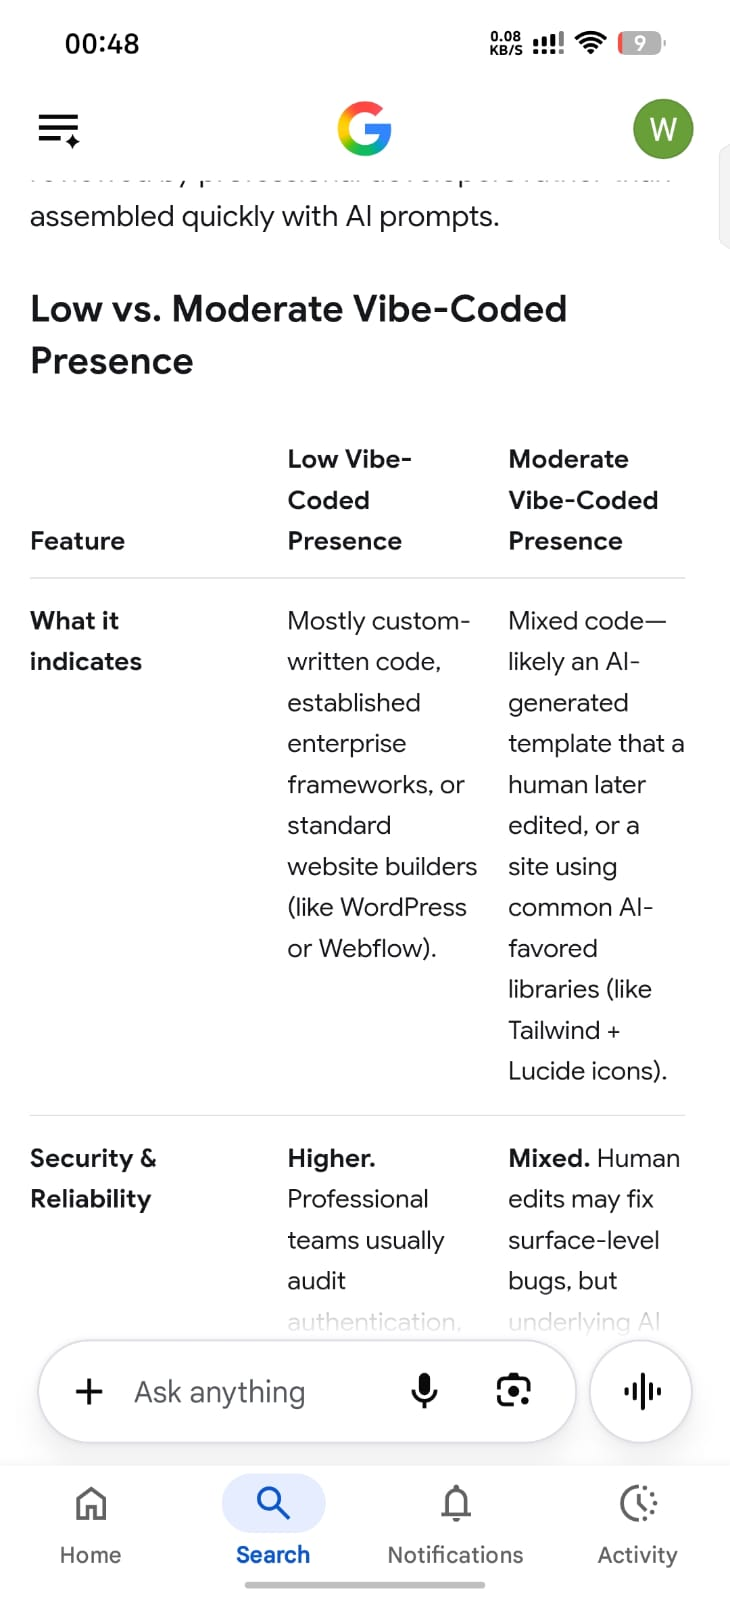 00:48
0.08
KB/S
9
W
assembled quickly with AI prompts.
Low vs. Moderate Vibe-Coded
Presence
Feature
Low Vibe-
Coded
Presence
Moderate
Vibe-Coded
Presence
What it
indicates
Mostly custom-
written code,
established
enterprise
frameworks, or
standard
website builders
(like WordPress
or Webflow).
Mixed code—
likely an AI-
generated
template that a
human later
edited, or a
site using
common AI-
favored
libraries (like
Tailwind +
Lucide icons).
Security &
Reliability
Higher.
Professional
teams usually
audit
authentication,
Mixed. Human
edits may fix
surface-level
bugs, but
underlying AI
Ask anything
Home
Search
Notifications
Activity